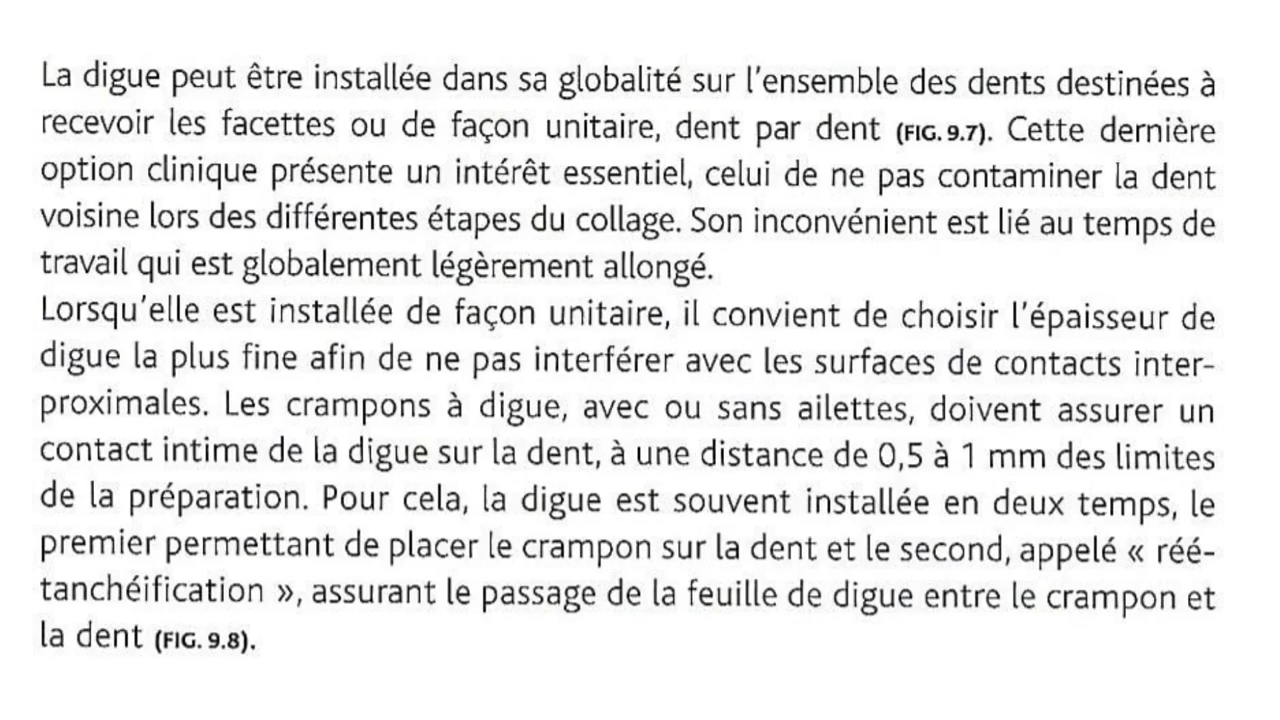 La digue peut être installée dans sa globalité sur l'ensemble des dents destinées à
recevoir les facettes ou de façon unitaire, dent par dent (FIG. 9.7). Cette dernière
option clinique présente un intérêt essentiel, celui de ne pas contaminer la dent
voisine lors des différentes étapes du collage. Son inconvénient est lié au temps de
travail qui est globalement légèrement allongé.
Lorsqu'elle est installée de façon unitaire, il convient de choisir l'épaisseur de
digue la plus fine afin de ne pas interférer avec les surfaces de contacts inter-
proximales. Les crampons à digue, avec ou sans ailettes, doivent assurer un
contact intime de la digue sur la dent, à une distance de 0,5 à 1 mm des limites
de la préparation. Pour cela, la digue est souvent installée en deux temps, le
premier permettant de placer le crampon sur la dent et le second, appelé « réé-
tanchéification », assurant le passage de la feuille de digue entre le crampon et
la dent (FIG. 9.8).